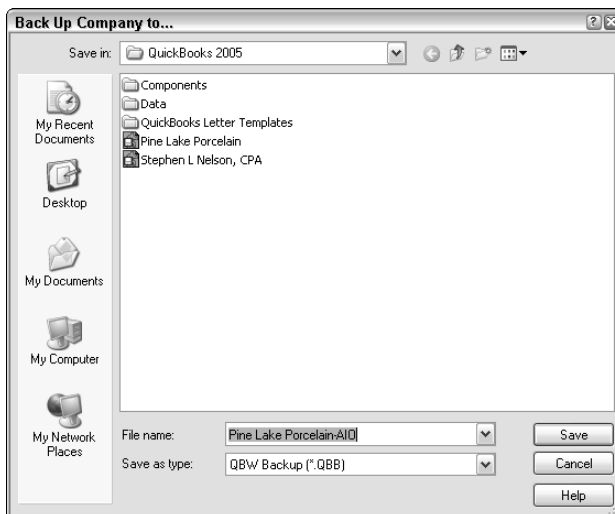 Back Up Company to...
Save in:
QuickBooks 2005
My Recent
Documents
Desktop
My Documents
My Computer
My Network
Places
Components
Data
QuickBooks Letter Templates
Pine Lake Porcelain
Stephen L Nelson, CPA
File name:
Pine Lake Porcelain-AIO
Save
Save as type:
QBW Backup (*.QBB)
Cancel
Help